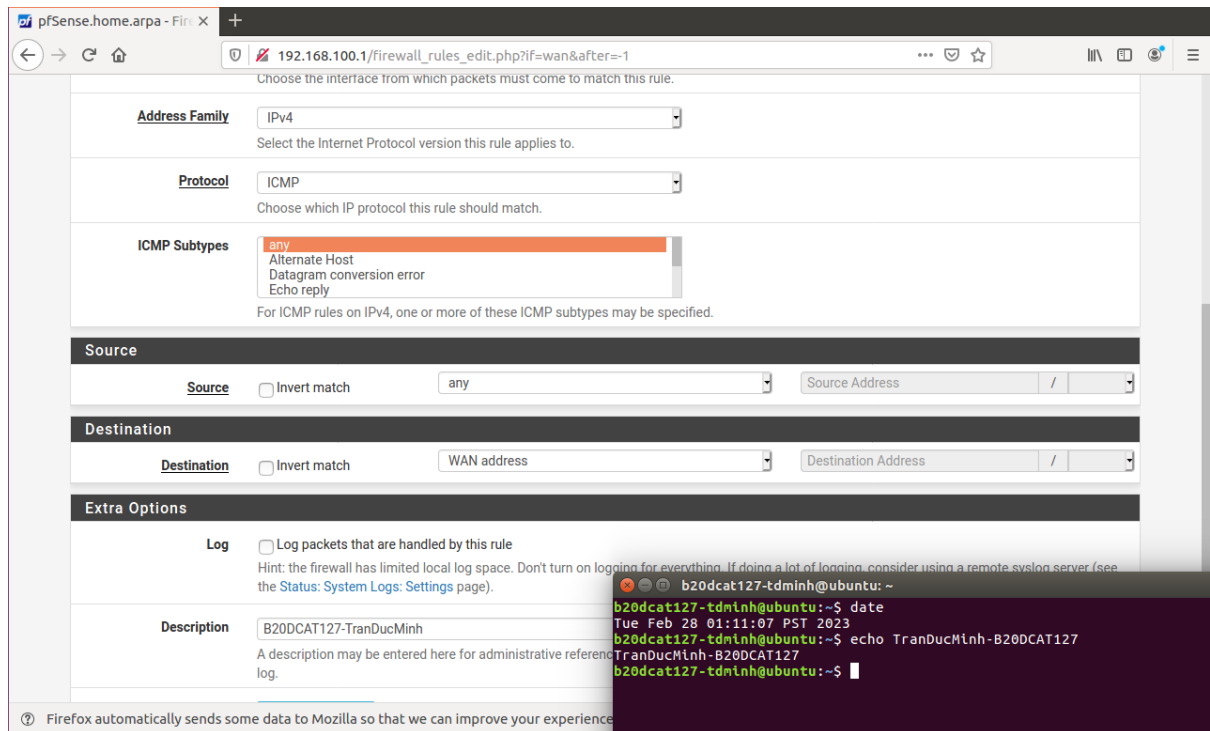 pfSense.home.arpa - Fir
192.168.100.1/firewall_rules_edit.php?if=wan&after=-1
Choose the interface from which packets must come to match this rule.
Address Family
IPv4
Select the Internet Protocol version this rule applies to.
Protocol
ICMP
Choose which IP protocol this rule should match.
ICMP Subtypes
any
Alternate Host
Datagram conversion error
Echo reply
For ICMP rules on IPv4, one or more of these ICMP subtypes may be specified.
Source
Source Invert match any Source Address /
Destination
Destination Invert match WAN address Destination Address /
Extra Options
Log Log packets that are handled by this rule
Hint: the firewall has limited local log space. Don't turn on logging for everything. If doing a lot of logging, consider using a remote syslog server (see
the Status: System Logs: Settings page).
Description
B20DCAT127-TranDucMinh
A description may be entered here for administrative referenc
log.
b20dcat127-tdminh@ubuntu: ~
b20dcat127-tdminh@ubuntu:~$ date
Tue Feb 28 01:11:07 PST 2023
b20dcat127-tdminh@ubuntu:~$ echo TranDucMinh-B20DCAT127
TranDucMinh-B20DCAT127
b20dcat127-tdminh@ubuntu:~$
Firefox automatically sends some data to Mozilla so that we can improve your experience